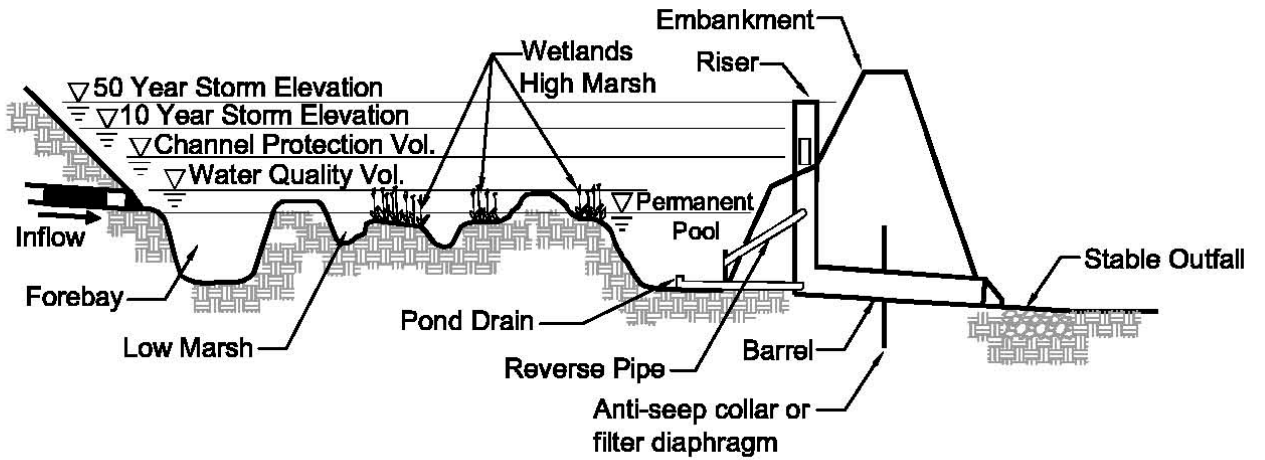 Embankment
Wetlands
High Marsh
Riser
50 Year Storm Elevation
10 Year Storm Elevation
Channel Protection Vol.
Water Quality Vol.
Permanent
Pool
Inflow
Stable Outfall
Forebay
Pond Drain
Low Marsh
Barrel
Reverse Pipe
Anti-seep collar or
filter diaphragm